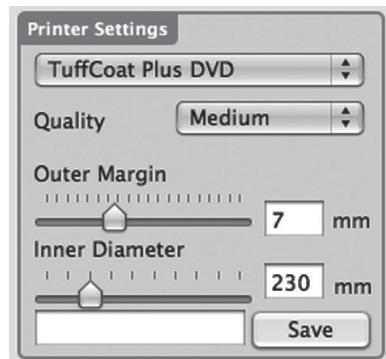 Printer Settings
TuffCoat Plus DVD
Quality Medium
Outer Margin
7 mm
Inner Diameter
230 mm
Save